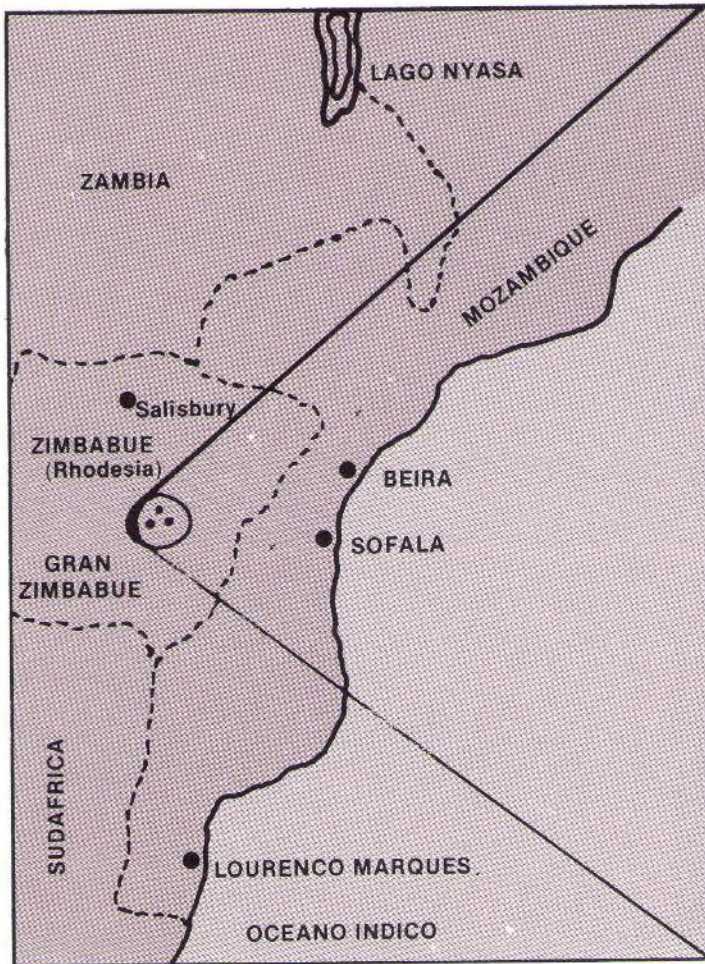 LAGO NYASA
ZAMBIA
MOZAMBIQUE
Salisbury
ZIMBABUE
(Rhodesia)
BEIRA
SOFALA
GRAN
ZIMBABUE
SUDAFRICA
LOURENCO MARQUES.
OCEANO INDICO